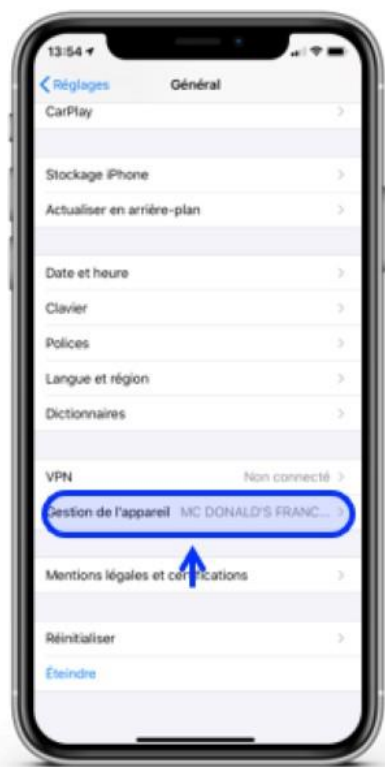 13:54
Réglages
Général
CarPlay
Stockage iPhone
Actualiser en arrière-plan
Date et heure
Clavier
Polices
Langue et région
Dictionnaires
VPN Non connecté
Gestion de l'appareil MC DONALD'S FRANC...
Mentions légales et certifications
Réinitialiser
Éteindre